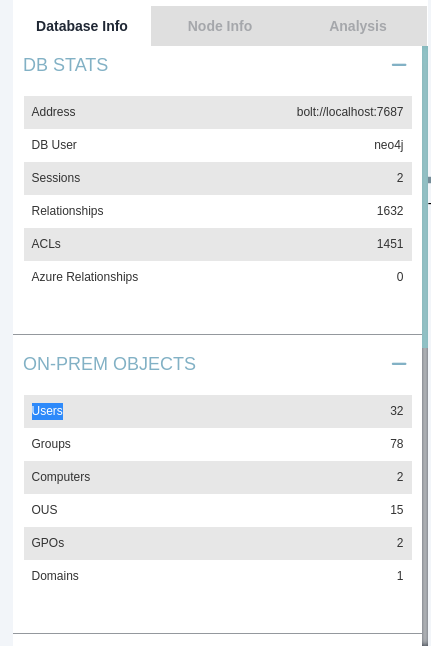 Database Info Node Info Analysis
DB STATS
Address bolt://localhost:7687
DB User neo4j
Sessions 2
Relationships 1632
ACLs 1451
Azure Relationships 0
ON-PREM OBJECTS
Users 32
Groups 78
Computers 2
OUS 15
GPOs 2
Domains 1